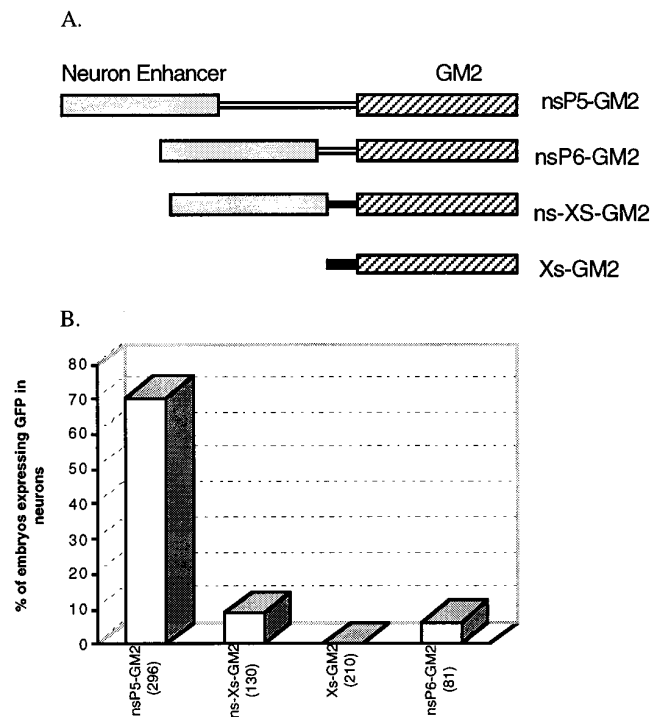 A.
Neuron Enhancer GM2
nsP5-GM2
nsP6-GM2
ns-XS-GM2
Xs-GM2
B.
80
70
60
50
40
30
20
10
0
% of embryos expressing GFP in
neurons
nsP5-GM2
(296)
ns-Xs-GM2
(130)
Xs-GM2
(210)
nsP6-GM2
(81)